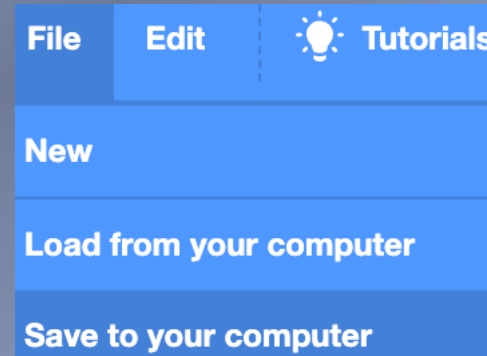 File Edit Tutorials
New
Load from your computer
Save to your computer